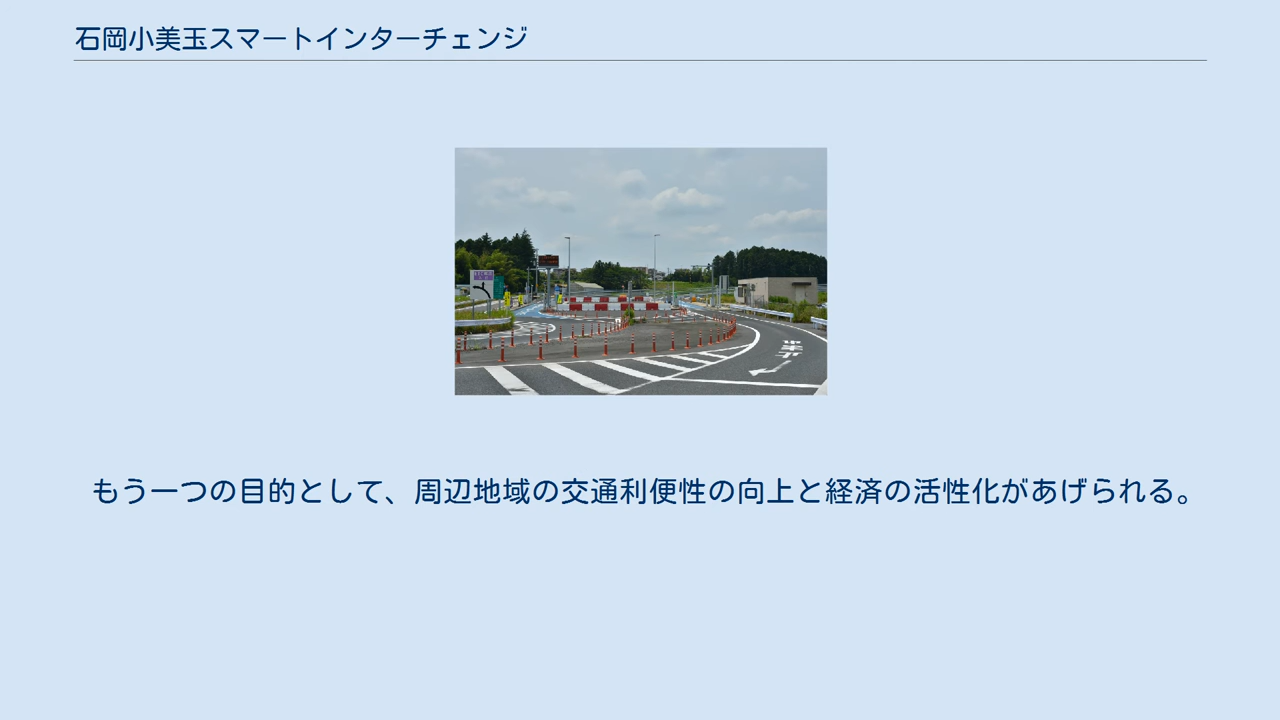 石岡小美玉スマートインターチェンジ
もう一つの目的として、周辺地域の交通利便性の向上と経済の活性化があげられる。